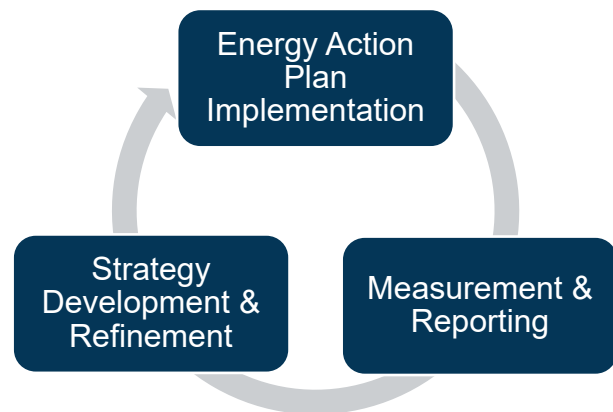 Energy Action
Plan
Implementation
Measurement &
Reporting
Strategy
Development &
Refinement